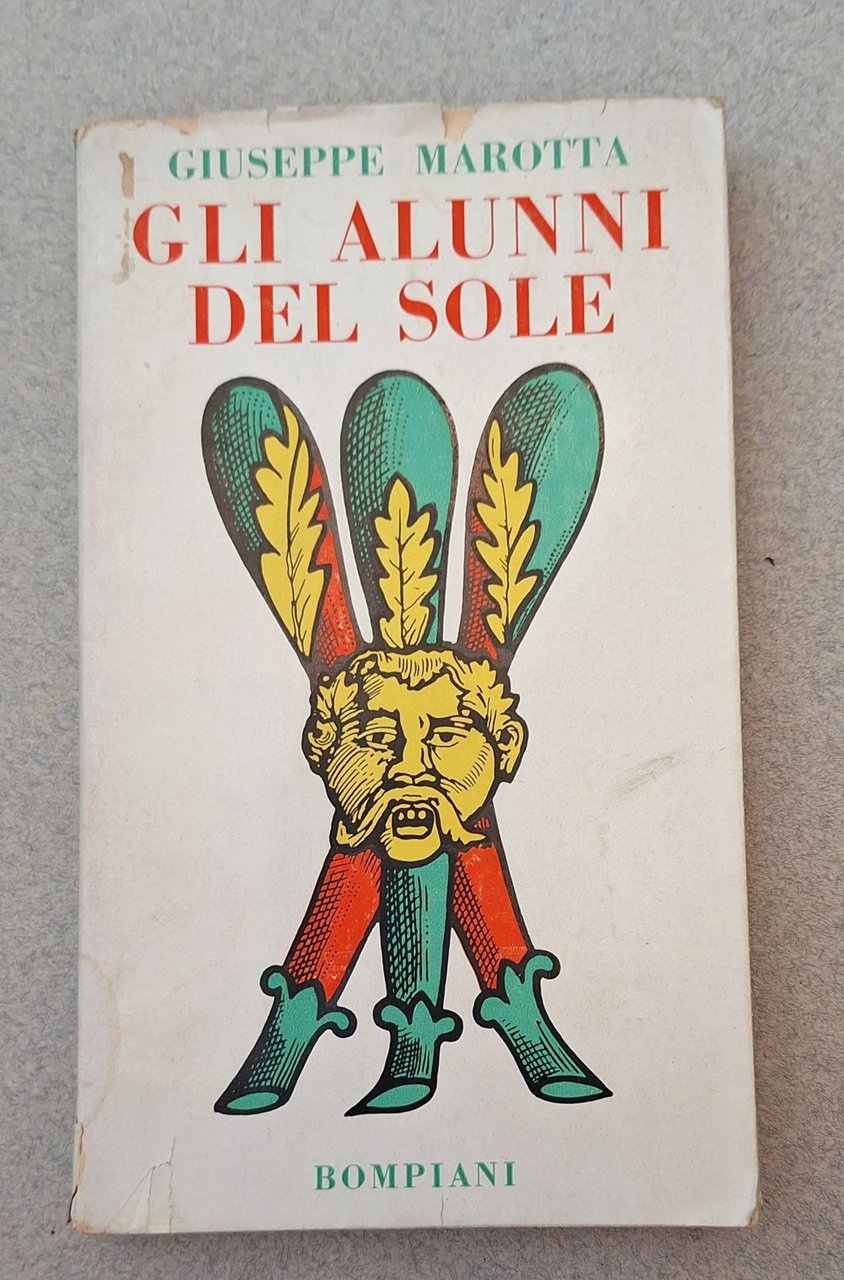 GIUSEPPE MAROTTA
GLI ALUNNI
DEL SOLE
BOMPIANI